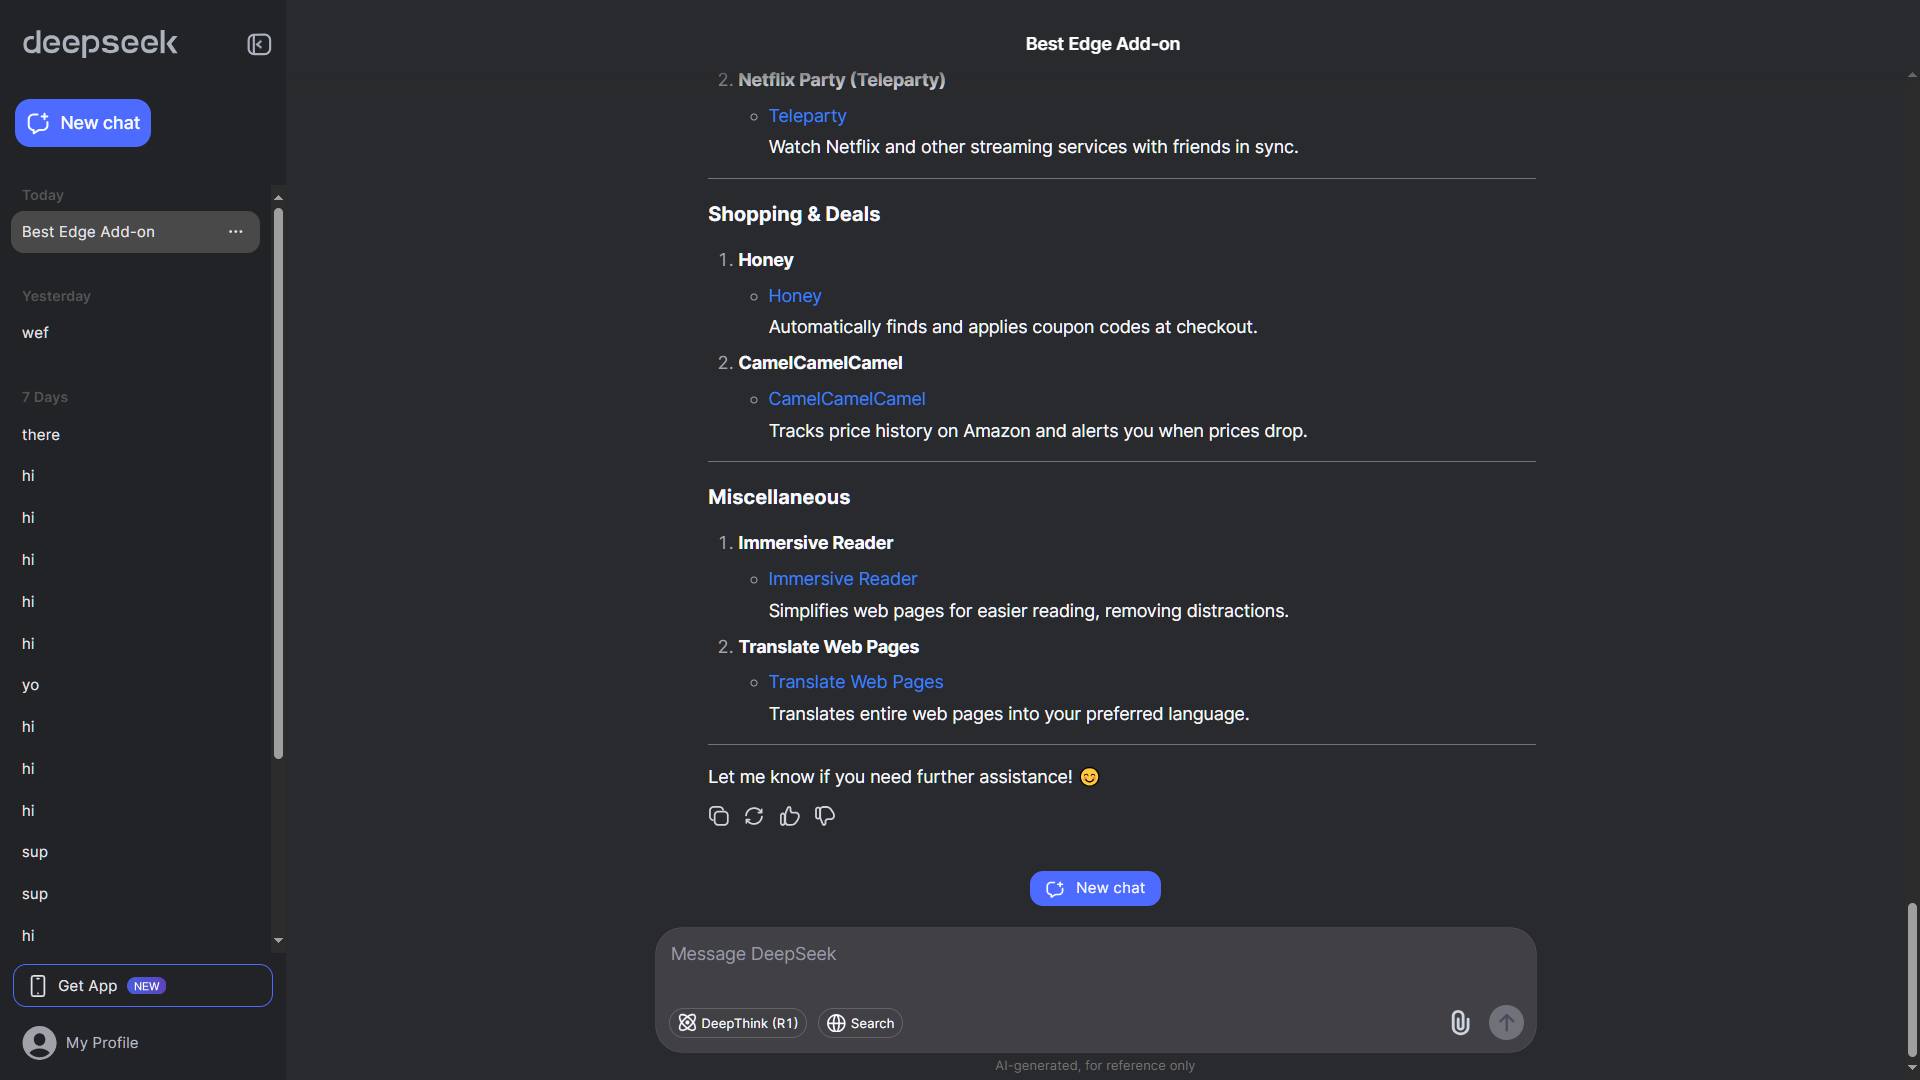 deepseek
New chat
Today
Best Edge Add-on
Yesterday
wef
7 Days
there
hi
hi
hi
hi
hi
yo
hi
hi
hi
sup
sup
hi
Get App NEW
My Profile
Best Edge Add-on
2. Netflix Party (Teleparty)
Teleparty
Watch Netflix and other streaming services with friends in sync.
Shopping & Deals
1. Honey
Honey
Automatically finds and applies coupon codes at checkout.
2. CamelCamelCamel
CamelCamelCamel
Tracks price history on Amazon and alerts you when prices drop.
Miscellaneous
1. Immersive Reader
Immersive Reader
Simplifies web pages for easier reading, removing distractions.
2. Translate Web Pages
Translate Web Pages
Translates entire web pages into your preferred language.
Let me know if you need further assistance! 😊
New chat
Message DeepSeek
DeepThink (R1) Search
AI-generated, for reference only